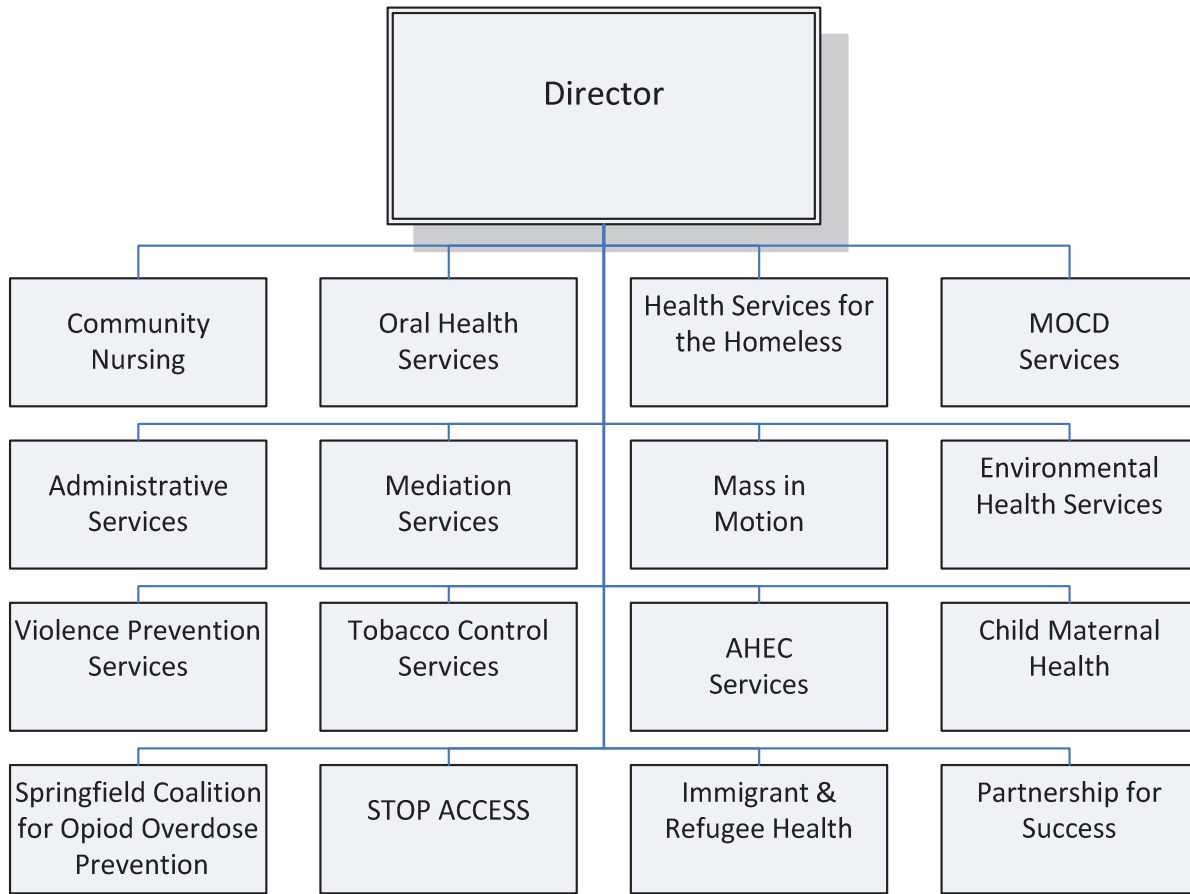 Director
Community
Nursing
Oral Health
Services
Health Services for
the Homeless
MOCD
Services
Administrative
Services
Mediation
Services
Mass in
Motion
Environmental
Health Services
Violence Prevention
Services
Tobacco Control
Services
AHEC
Services
Child Maternal
Health
Springfield Coalition
for Opiod Overdose
Prevention
STOP ACCESS
Immigrant &
Refugee Health
Partnership for
Success